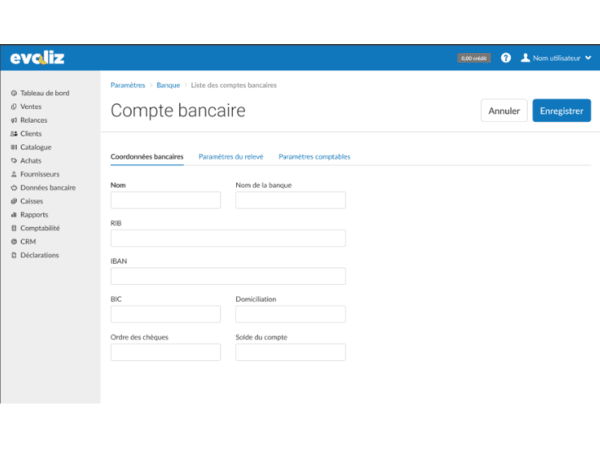 evoliz
0,00 crédit
Nom utilisateur
Tableau de bord
Ventes
Relances
Clients
Catalogue
Achats
Fournisseurs
Données bancaire
Caisses
Rapports
Comptabilité
CRM
Déclarations
Paramètres > Banque > Liste des comptes bancaires
Compte bancaire
Annuler
Enregistrer
Coordonnées bancaires Paramètres du relevé Paramètres comptables
Nom Nom de la banque
RIB
IBAN
BIC Domiciliation
Ordre des chèques Solde du compte